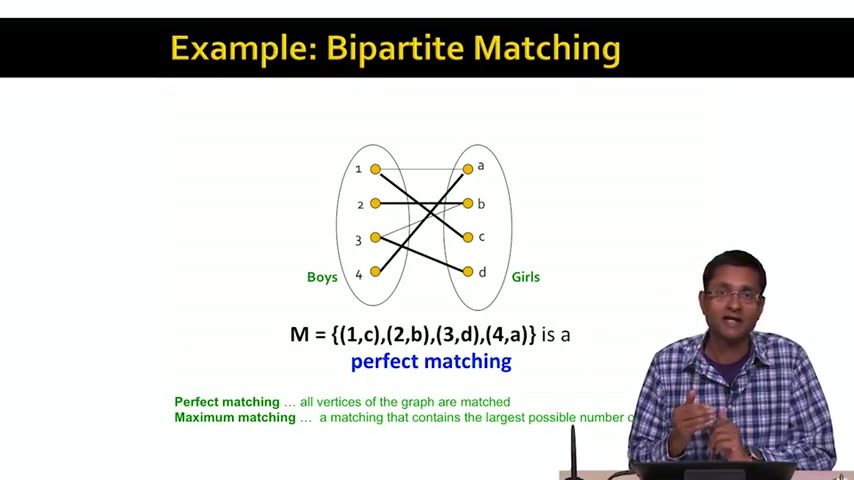 Example: Bipartite Matching
1 a
2 b
3 c
4 d
Boys Girls
M = {(1,c),(2,b),(3,d),(4,a)} is a
perfect matching
Perfect matching … all vertices of the graph are matched
Maximum matching … a matching that contains the largest possible number